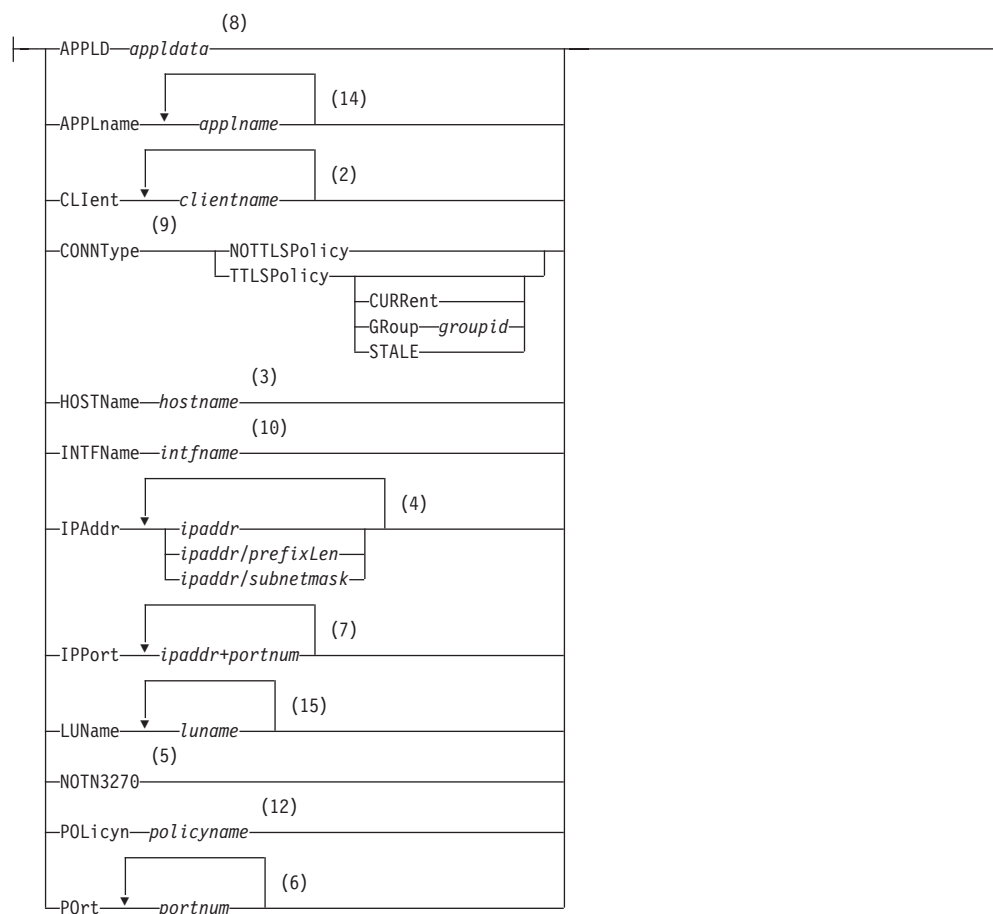 (8)
APPLD appldata
(14)
APPLname applname
(2)
CLIent clientname
(9)
CONNType NOTTLSPolicy
TTLSPolicy
CURRent
GRoup groupid
STALE
(3)
HOSTName hostname
(10)
INTFName intfname
(4)
IPAddr ipaddr
ipaddr/prefixLen
ipaddr/subnetmask
(7)
IPPort ipaddr+portnum
(15)
LUName luname
(5)
NOTN3270
(12)
POLicyn policyname
(6)
POrt portnum